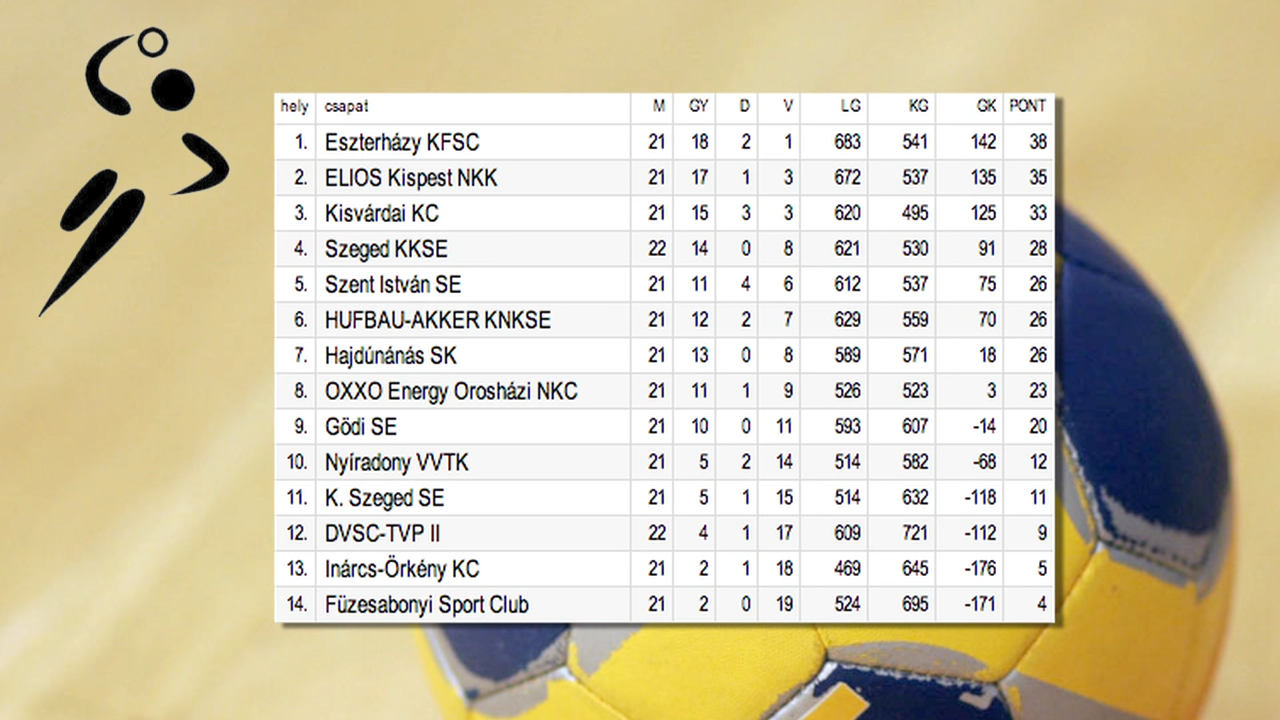 hely csapat M GY D V LG KG GK PONT
1. Eszterházy KFSC 21 18 2 1 683 541 142 38
2. ELIOS Kispest NKK 21 17 1 3 672 537 135 35
3. Kisvárdai KC 21 15 3 3 620 495 125 33
4. Szeged KKSE 22 14 0 8 621 530 91 28
5. Szent István SE 21 11 4 6 612 537 75 26
6. HUFBAU-AKKER KNKSE 21 12 2 7 629 559 70 26
7. Hajdúnánás SK 21 13 0 8 589 571 18 26
8. OXXO Energy Orosházi NKC 21 11 1 9 526 523 3 23
9. Gödi SE 21 10 0 11 593 607 -14 20
10. Nyíradony VVTK 21 5 2 14 514 582 -68 12
11. K. Szeged SE 21 5 1 15 514 632 -118 11
12. DVSC-TVP II 22 4 1 17 609 721 -112 9
13. Inárcs-Örkény KC 21 2 1 18 469 645 -176 5
14. Füzesabonyi Sport Club 21 2 0 19 524 695 -171 4